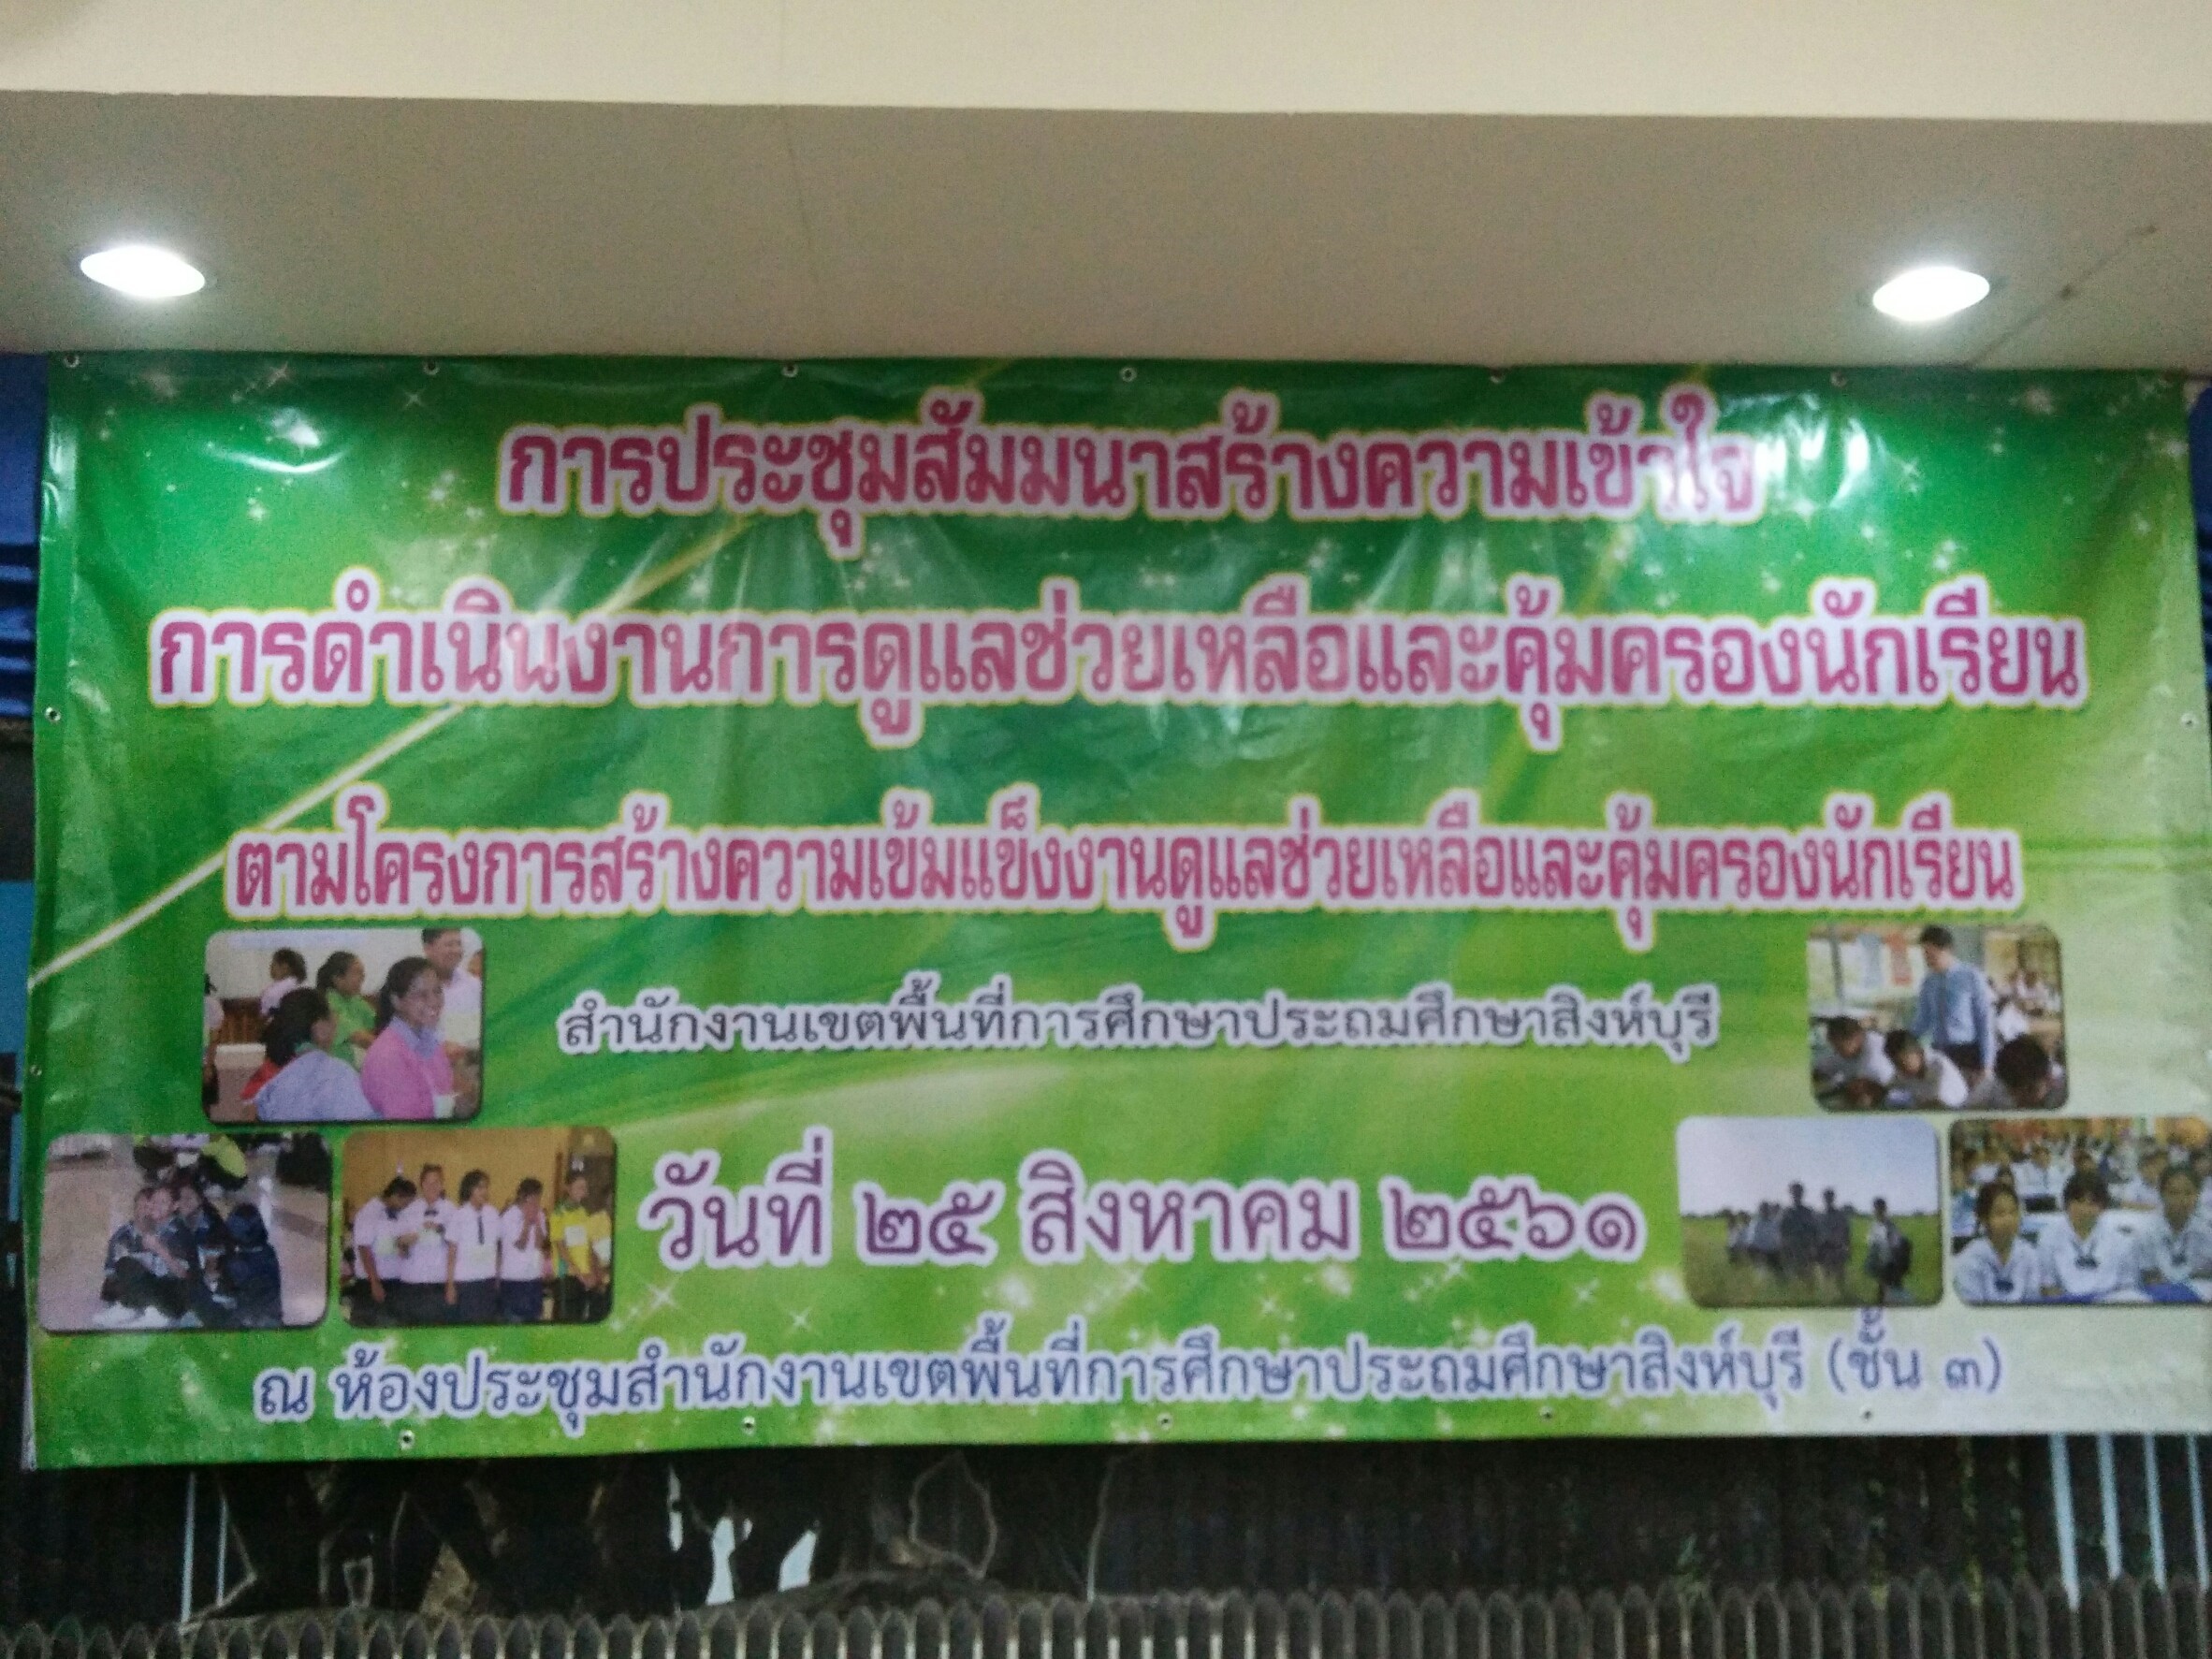 การประชุมสัมมนาสร้างความเข้าใจ
การดำเนินงานการดูแลช่วยเหลือและคุ้มครองนักเรียน
ตามโครงการสร้างความเข้มแข็งงานดูแลช่วยเหลือและคุ้มครองนักเรียน
สำนักงานเขตพื้นที่การศึกษาประถมศึกษาสิงห์บุรี
วันที่ ๒๕ สิงหาคม ๒๕๖๑
ณ ห้องประชุมสำนักงานเขตพื้นที่การศึกษาประถมศึกษาสิงห์บุรี (ชั้น ๓)